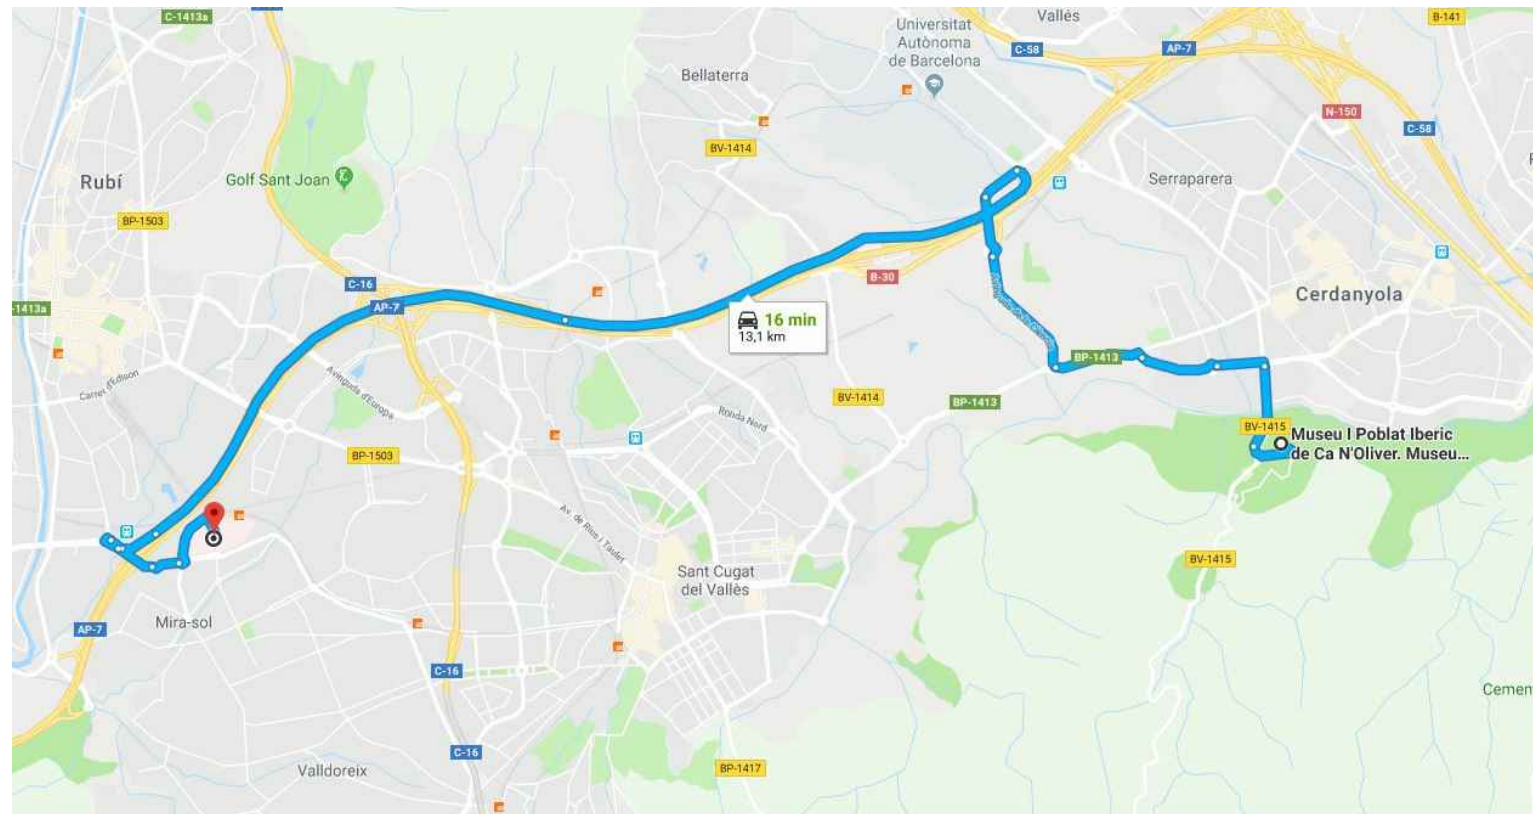 C-1413a
Vallés
B-141
Universitat
Autònoma
de Barcelona
C-58
AP-7
Bellaterra
N-150
C-58
BV-1414
Rubí
Golf Sant Joan
Serraparera
BP-1503
B-30
C-16
AP-7
-1413a
Cerdanyola
16 min
13,1 km
BP-1413
Carret d'Edison
Avinguda d'Europa
BV-1414
BP-1413
Ronda Nord
BV-1415
Museu I Poblat Iberic
de Ca N'Oliver. Museu...
BP-1503
Av. de Rius i Taulet
BV-1415
Sant Cugat
del Vallès
Mira-sol
AP-7
C-16
Cemen
C-16
Valldoreix
BP-1417